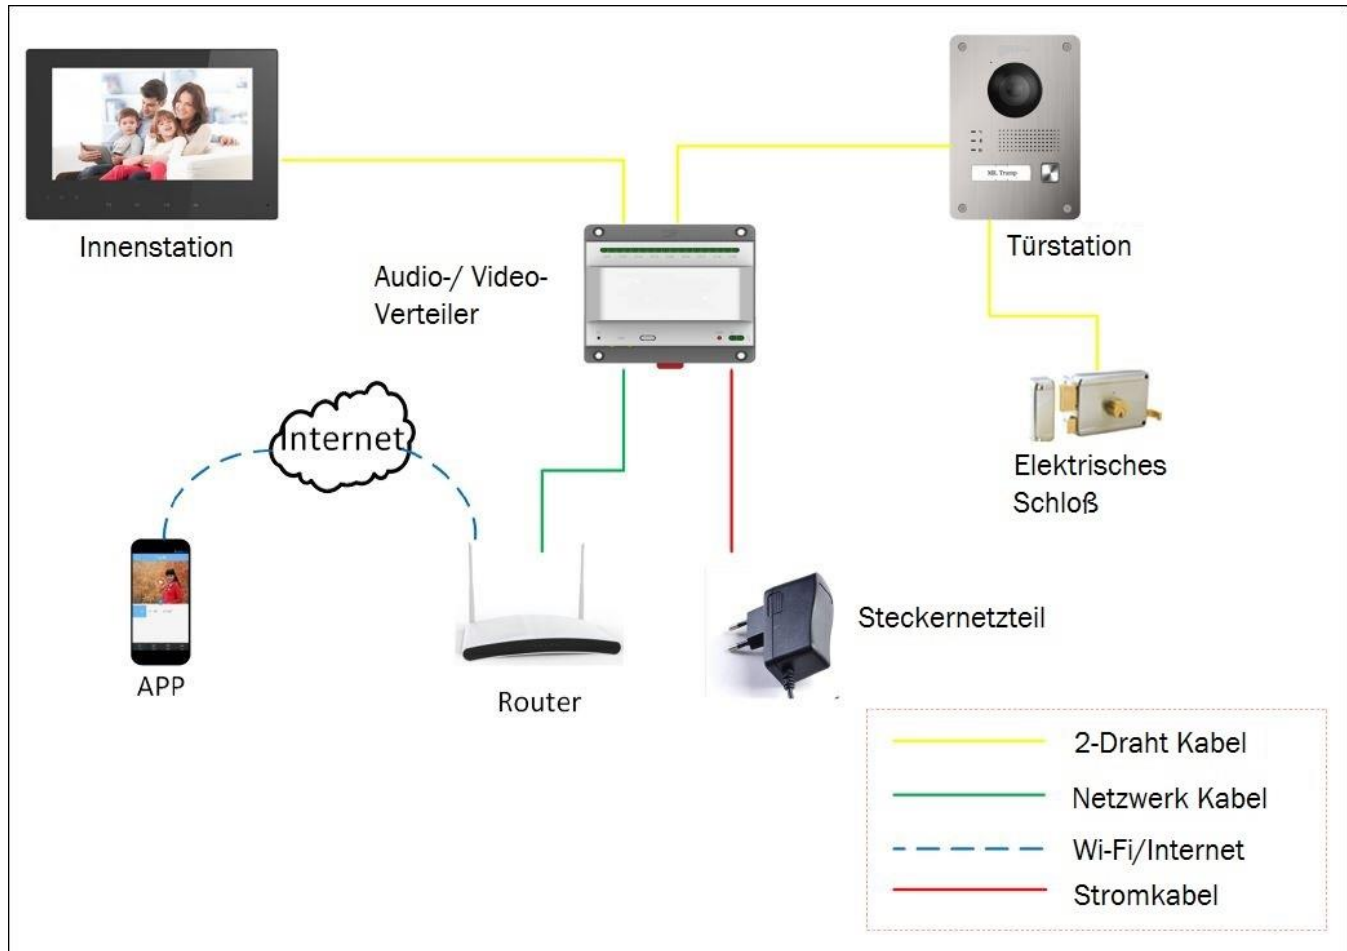 Innenstation
Türstation
Audio-/ Video-
Verteiler
Internet
Elektrisches
Schloß
APP
Router
Steckernetzteil
2-Draht Kabel
Netzwerk Kabel
Wi-Fi/Internet
Stromkabel